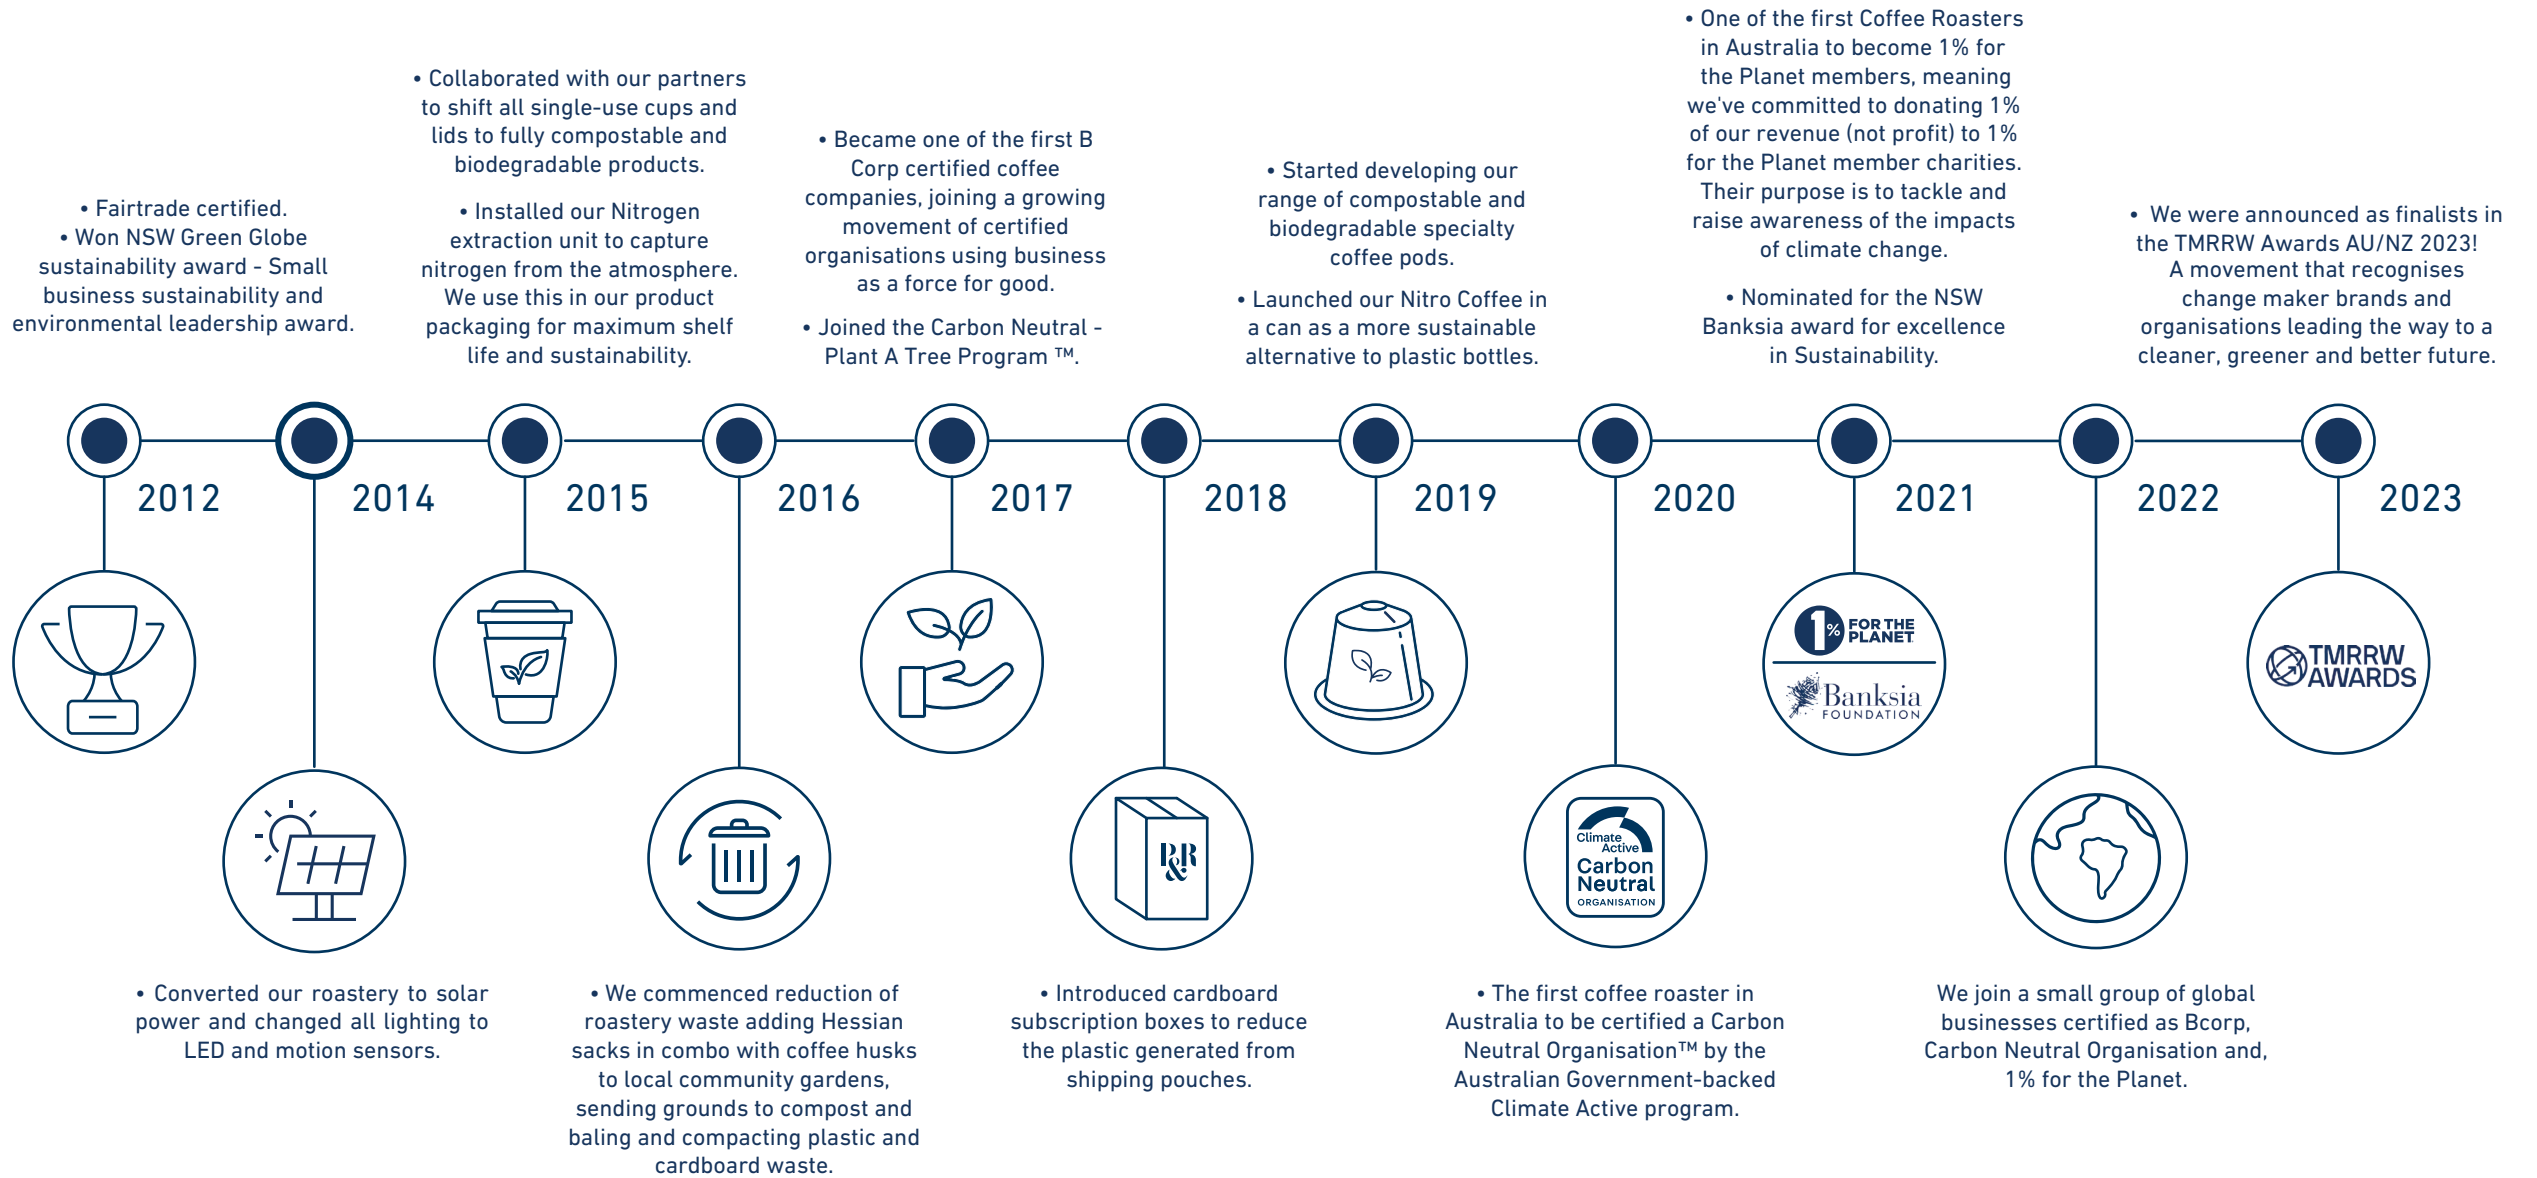 • Fairtrade certified.
• Won NSW Green Globe
sustainability award - Small
business sustainability and
environmental leadership award.
2012
2014
• Converted our roastery to solar
power and changed all lighting to
LED and motion sensors.
• Collaborated with our partners
to shift all single-use cups and
lids to fully compostable and
biodegradable products.
• Installed our Nitrogen
extraction unit to capture
nitrogen from the atmosphere.
We use this in our product
packaging for maximum shelf
life and sustainability.
2015
2016
• We commenced reduction of
roastery waste adding Hessian
sacks in combo with coffee husks
to local community gardens,
sending grounds to compost and
baling and compacting plastic and
cardboard waste.
• Became one of the first B
Corp certified coffee
companies, joining a growing
movement of certified
organisations using business
as a force for good.
• Joined the Carbon Neutral -
Plant A Tree Program ™.
2017
2018
P&R
• Introduced cardboard
subscription boxes to reduce
the plastic generated from
shipping pouches.
• Started developing our
range of compostable and
biodegradable specialty
coffee pods.
• Launched our Nitro Coffee in
a can as a more sustainable
alternative to plastic bottles.
2019
2020
Climate
Active
Carbon
Neutral
ORGANISATION
• The first coffee roaster in
Australia to be certified a Carbon
Neutral Organisation™ by the
Australian Government-backed
Climate Active program.
• One of the first Coffee Roasters
in Australia to become 1% for
the Planet members, meaning
we've committed to donating 1%
of our revenue (not profit) to 1%
for the Planet member charities.
Their purpose is to tackle and
raise awareness of the impacts
of climate change.
• Nominated for the NSW
Banksia award for excellence
in Sustainability.
2021
1% FOR THE
PLANET
Banksia
FOUNDATION
2022
We join a small group of global
businesses certified as Bcorp,
Carbon Neutral Organisation and,
1% for the Planet.
• We were announced as finalists in
the TMRRW Awards AU/NZ 2023!
A movement that recognises
change maker brands and
organisations leading the way to a
cleaner, greener and better future.
2023
TMRRW
AWARDS